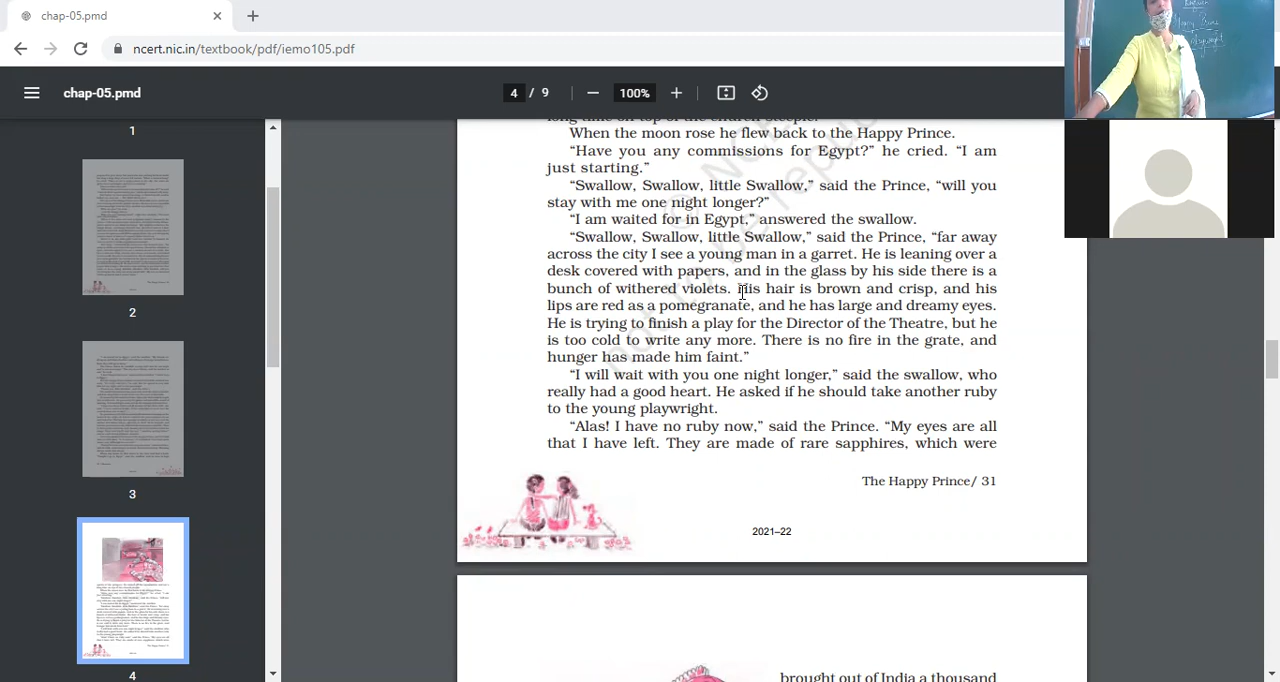 chap-05.pmd
ncert.nic.in/textbook/pdf/iemo105.pdf
chap-05.pmd
4 / 9
100%
1
2
3
4
long time on top of the church steeple.
When the moon rose he flew back to the Happy Prince.
“Have you any commissions for Egypt?” he cried. “I am
just starting.”
“Swallow, Swallow, little Swallow,” said the Prince, “will you
stay with me one night longer?”
“I am waited for in Egypt,” answered the swallow.
“Swallow, Swallow, little Swallow,” said the Prince, “far away
across the city I see a young man in a garret. He is leaning over a
desk covered with papers, and in the glass by his side there is a
bunch of withered violets. His hair is brown and crisp, and his
lips are red as a pomegranate, and he has large and dreamy eyes.
He is trying to finish a play for the Director of the Theatre, but he
is too cold to write any more. There is no fire in the grate, and
hunger has made him faint.”
“I will wait with you one night longer,” said the swallow, who
really had a good heart. He asked if he should take another ruby
to the young playwright.
“Alas! I have no ruby now,” said the Prince. “My eyes are all
that I have left. They are made of rare sapphires, which were
The Happy Prince/ 31
2021–22
brought out of India a thousand